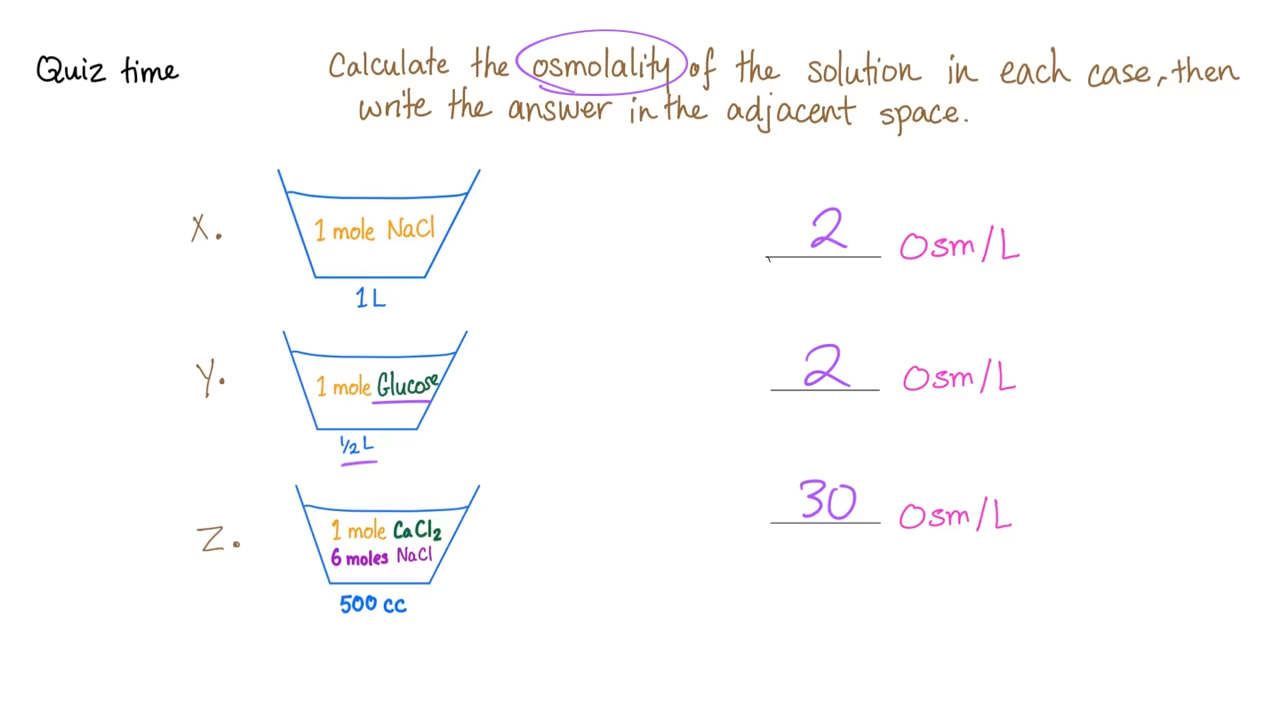 Quiz time
Calculate the osmolality of the solution in each case, then
write the answer in the adjacent space.
X.
1 mole NaCl
1 L
2 Osm/L
Y.
1 mole Glucose
1/2 L
2 Osm/L
Z.
1 mole CaCl2
6 moles NaCl
500 cc
30 Osm/L